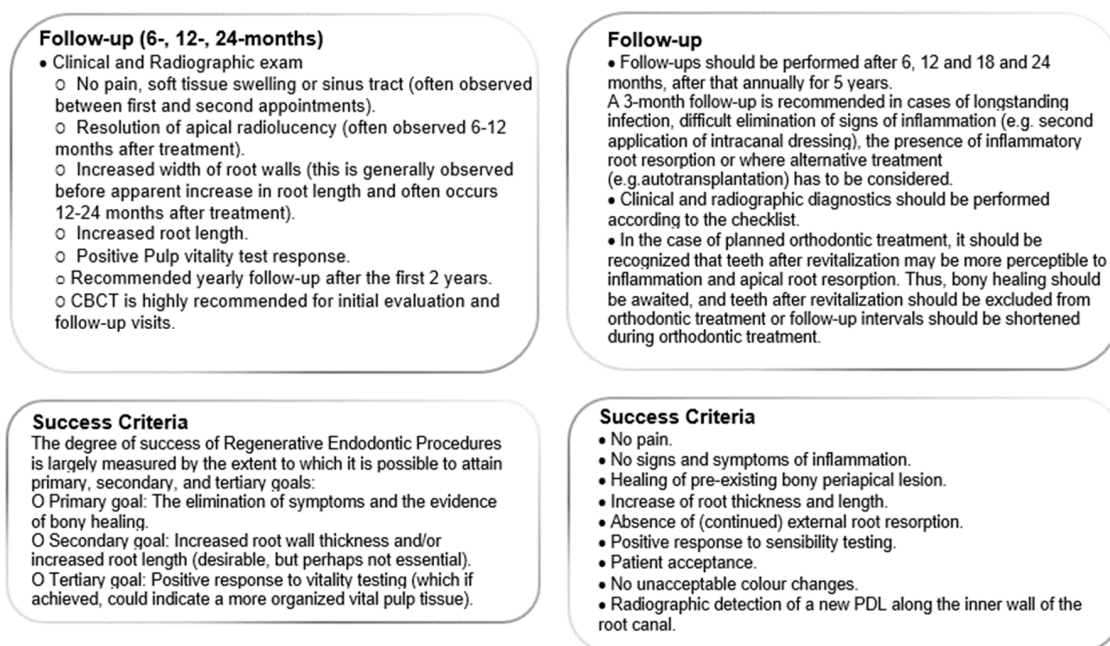 Follow-up (6-, 12-, 24-months)
• Clinical and Radiographic exam
O No pain, soft tissue swelling or sinus tract (often observed
between first and second appointments).
O Resolution of apical radiolucency (often observed 6-12
months after treatment).
O Increased width of root walls (this is generally observed
before apparent increase in root length and often occurs
12-24 months after treatment).
O Increased root length.
O Positive Pulp vitality test response.
O Recommended yearly follow-up after the first 2 years.
O CBCT is highly recommended for initial evaluation and
follow-up visits.
Follow-up
• Follow-ups should be performed after 6, 12 and 18 and 24
months, after that annually for 5 years.
A 3-month follow-up is recommended in cases of longstanding
infection, difficult elimination of signs of inflammation (e.g. second
application of intracanal dressing), the presence of inflammatory
root resorption or where alternative treatment
(e.g.autotransplantation) has to be considered.
• Clinical and radiographic diagnostics should be performed
according to the checklist.
• In the case of planned orthodontic treatment, it should be
recognized that teeth after revitalization may be more perceptible to
inflammation and apical root resorption. Thus, bony healing should
be awaited, and teeth after revitalization should be excluded from
orthodontic treatment or follow-up intervals should be shortened
during orthodontic treatment.
Success Criteria
The degree of success of Regenerative Endodontic Procedures
is largely measured by the extent to which it is possible to attain
primary, secondary, and tertiary goals:
O Primary goal: The elimination of symptoms and the evidence
of bony healing.
O Secondary goal: Increased root wall thickness and/or
increased root length (desirable, but perhaps not essential).
O Tertiary goal: Positive response to vitality testing (which if
achieved, could indicate a more organized vital pulp tissue).
Success Criteria
• No pain.
• No signs and symptoms of inflammation.
• Healing of pre-existing bony periapical lesion.
• Increase of root thickness and length.
• Absence of (continued) external root resorption.
• Positive response to sensibility testing.
• Patient acceptance.
• No unacceptable colour changes.
• Radiographic detection of a new PDL along the inner wall of the
root canal.